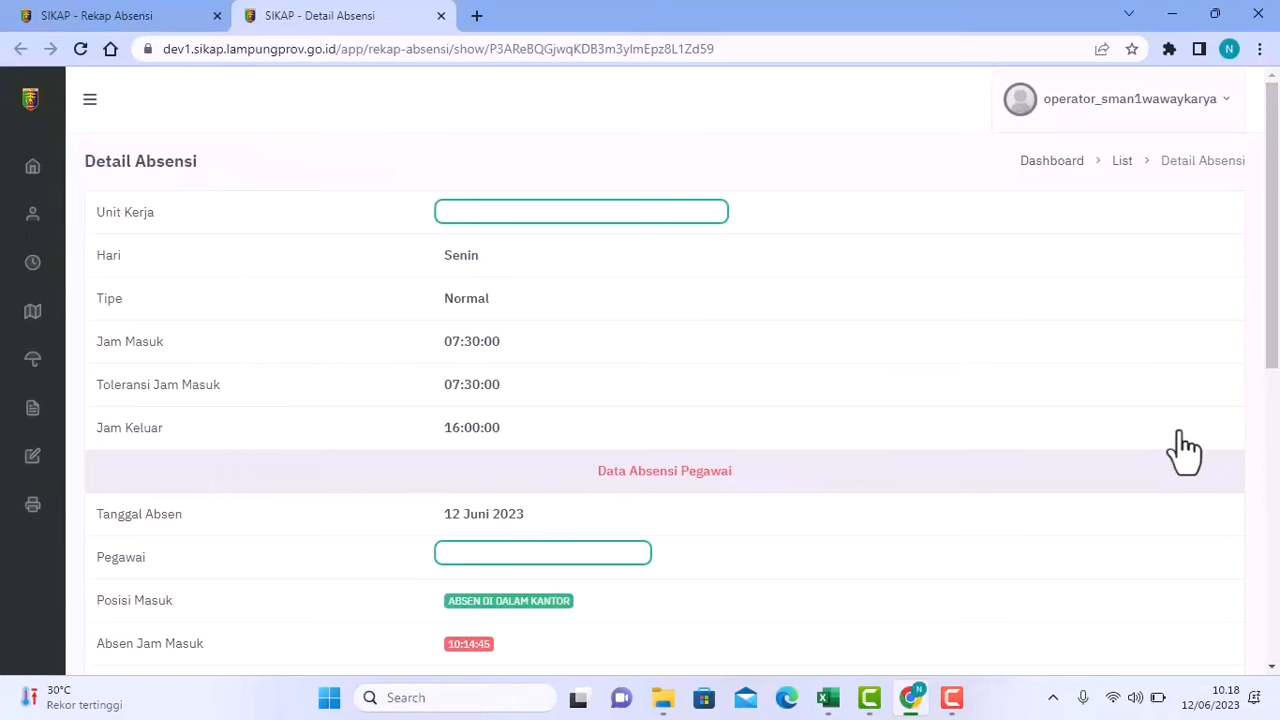 SIKAP - Rekap Absensi
SIKAP - Detail Absensi
dev1.sikap.lampungprov.go.id/app/rekap-absensi/show/P3AReBQGjwqKDB3m3ylmEpz8L1Zd59
N
operator_sman1wawaykarya
Detail Absensi
Dashboard > List > Detail Absensi
Unit Kerja
Hari Senin
Tipe Normal
Jam Masuk 07:30:00
Toleransi Jam Masuk 07:30:00
Jam Keluar 16:00:00
Data Absensi Pegawai
Tanggal Absen 12 Juni 2023
Pegawai
Posisi Masuk ABSEN DI DALAM KANTOR
Absen Jam Masuk 10:14:45
30°C
Rekor tertinggi
Search
10.18
12/06/2023